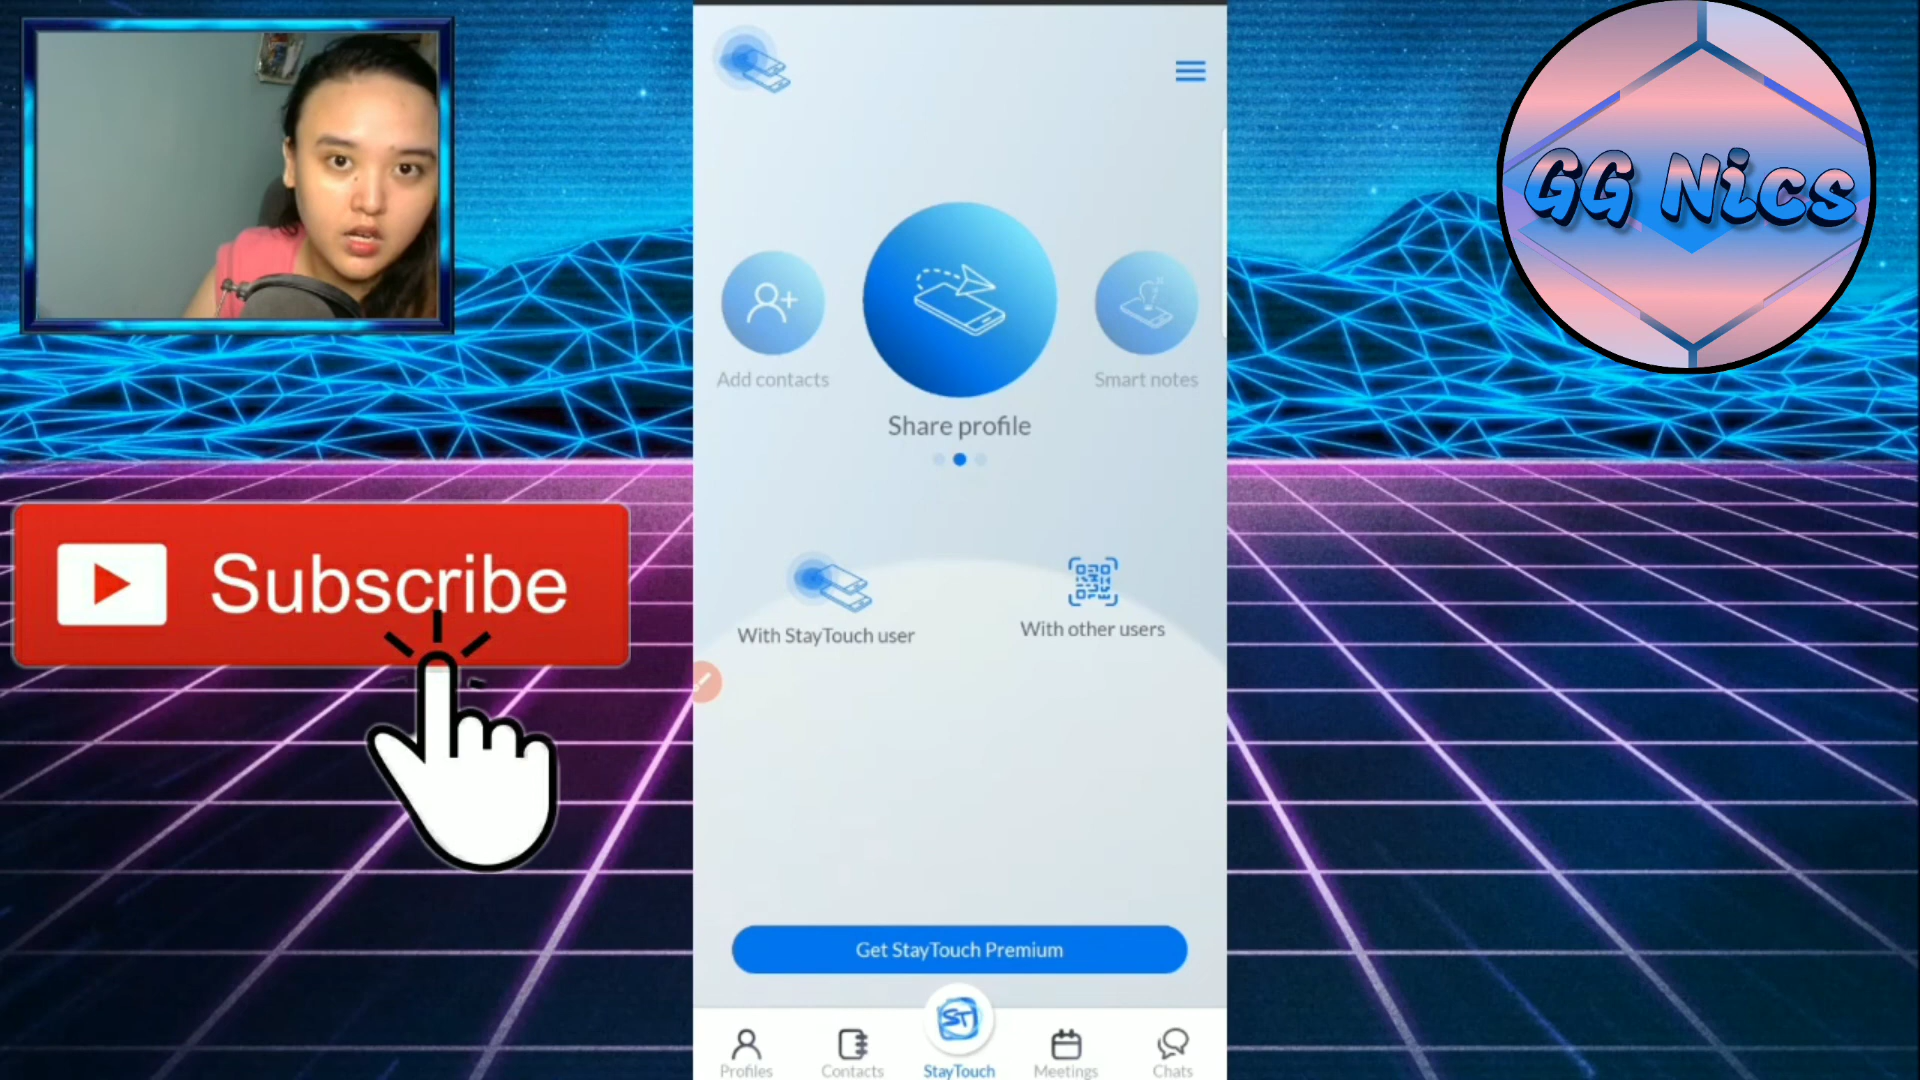 GG Nics
Add contacts
Share profile
Smart notes
Subscribe
With StayTouch user
With other users
Get StayTouch Premium
ST
Profiles
Contacts
StayTouch
Meetings
Chats